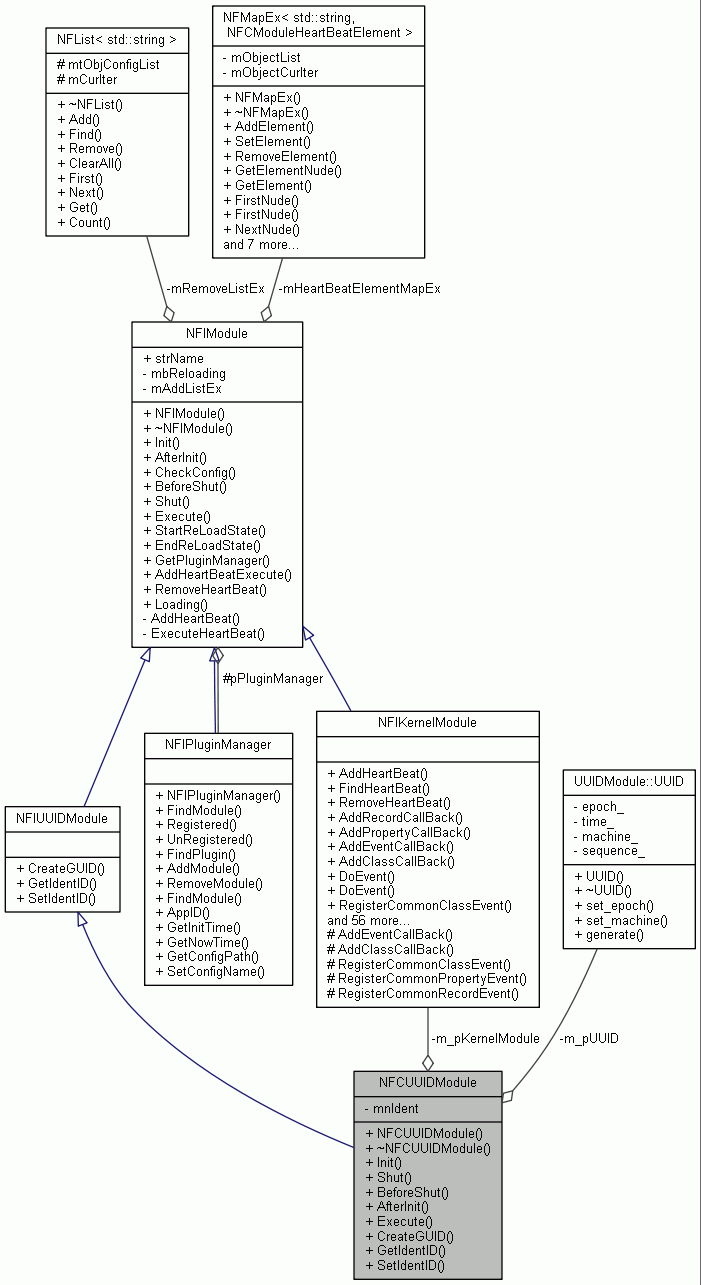 NFList< std::string >
# mtObjConfigList
# mCurIter
+ ~NFList()
+ Add()
+ Find()
+ Remove()
+ ClearAll()
+ First()
+ Next()
+ Get()
+ Count()
NFMapEx< std::string,
NFCModuleHeartBeatElement >
- mObjectList
- mObjectCurIter
+ NFMapEx()
+ ~NFMapEx()
+ AddElement()
+ SetElement()
+ RemoveElement()
+ GetElementNude()
+ GetElement()
+ FirstNude()
+ FirstNude()
+ NextNude()
and 7 more...
-mRemoveListEx
-mHeartBeatElementMapEx
NFIModule
+ strName
- mbReloading
- mAddListEx
+ NFIModule()
+ ~NFIModule()
+ Init()
+ AfterInit()
+ CheckConfig()
+ BeforeShut()
+ Shut()
+ Execute()
+ StartReLoadState()
+ EndReLoadState()
+ GetPluginManager()
+ AddHeartBeatExecute()
+ RemoveHeartBeat()
+ Loading()
- AddHeartBeat()
- ExecuteHeartBeat()
#pPluginManager
NFIUUIDModule
+ CreateGUID()
+ GetIdentID()
+ SetIdentID()
NFIPluginManager
+ NFIPluginManager()
+ FindModule()
+ Registered()
+ UnRegistered()
+ FindPlugin()
+ AddModule()
+ RemoveModule()
+ FindModule()
+ AppID()
+ GetInitTime()
+ GetNowTime()
+ GetConfigPath()
+ SetConfigName()
NFIKernelModule
+ AddHeartBeat()
+ FindHeartBeat()
+ RemoveHeartBeat()
+ AddRecordCallBack()
+ AddPropertyCallBack()
+ AddEventCallBack()
+ AddClassCallBack()
+ DoEvent()
+ DoEvent()
+ RegisterCommonClassEvent()
and 56 more...
# AddEventCallBack()
# AddClassCallBack()
# RegisterCommonClassEvent()
# RegisterCommonPropertyEvent()
# RegisterCommonRecordEvent()
UUIDModule::UUID
- epoch_
- time_
- machine_
- sequence_
+ UUID()
+ ~UUID()
+ set_epoch()
+ set_machine()
+ generate()
-m_pKernelModule
-m_pUUID
NFCUUIDModule
- mnIdent
+ NFCUUIDModule()
+ ~NFCUUIDModule()
+ Init()
+ Shut()
+ BeforeShut()
+ AfterInit()
+ Execute()
+ CreateGUID()
+ GetIdentID()
+ SetIdentID()